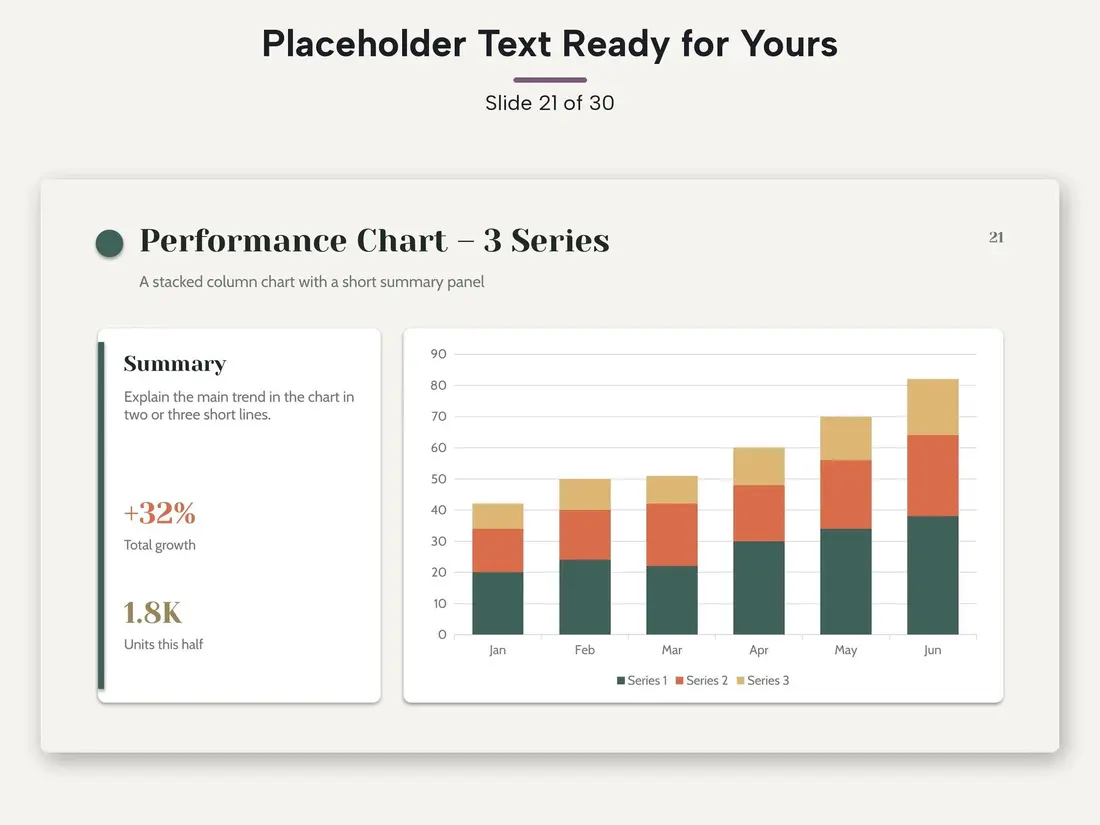 Placeholder Text Ready for Yours
Slide 21 of 30
Performance Chart – 3 Series
21
A stacked column chart with a short summary panel
Summary
Explain the main trend in the chart in
two or three short lines.
+32%
Total growth
1.8K
Units this half
90
80
70
60
50
40
30
20
10
0
Jan Feb Mar Apr May Jun
Series 1 Series 2 Series 3